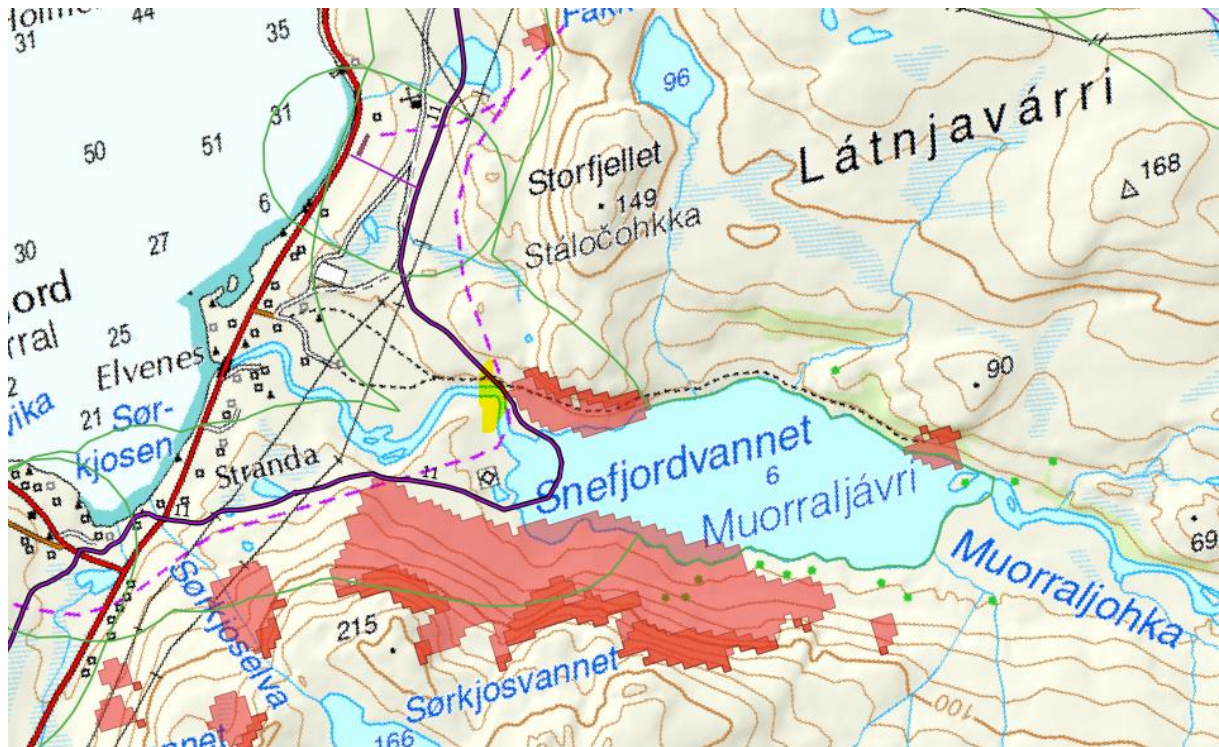 31
35
96
31
50
51
Látnjavárri
168
Storfjellet
149
Stáločohkka
6
27
30
ord
rral
25
Elvenes
21
Sør-
kjosen
vika
90
Stranda
Snefjordvannet
6
Muorraljávri
Muorraljohka
69
Sørkjoselva
215
Sørkjosvannet
100
166